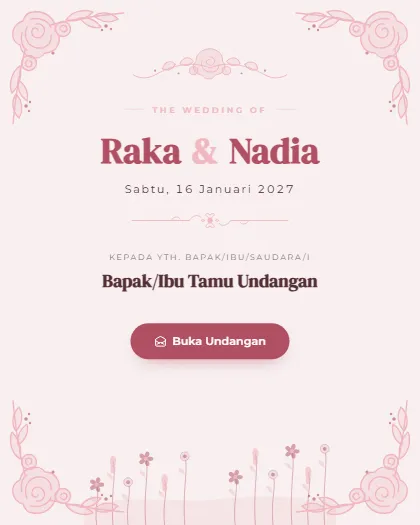 THE WEDDING OF
Raka & Nadia
Sabtu, 16 Januari 2027
KEPADA YTH. BAPAK/IBU/SAUDARA/I
Bapak/Ibu Tamu Undangan
Buka Undangan